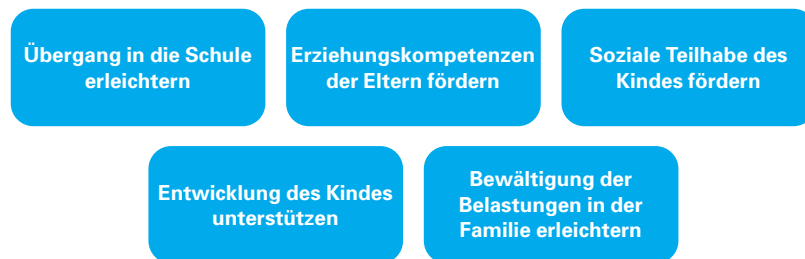 Übergang in die Schule
erleichtern
Erziehungskompetenzen
der Eltern fördern
Soziale Teilhabe des
Kindes fördern
Entwicklung des Kindes
unterstützen
Bewältigung der
Belastungen in der
Familie erleichtern